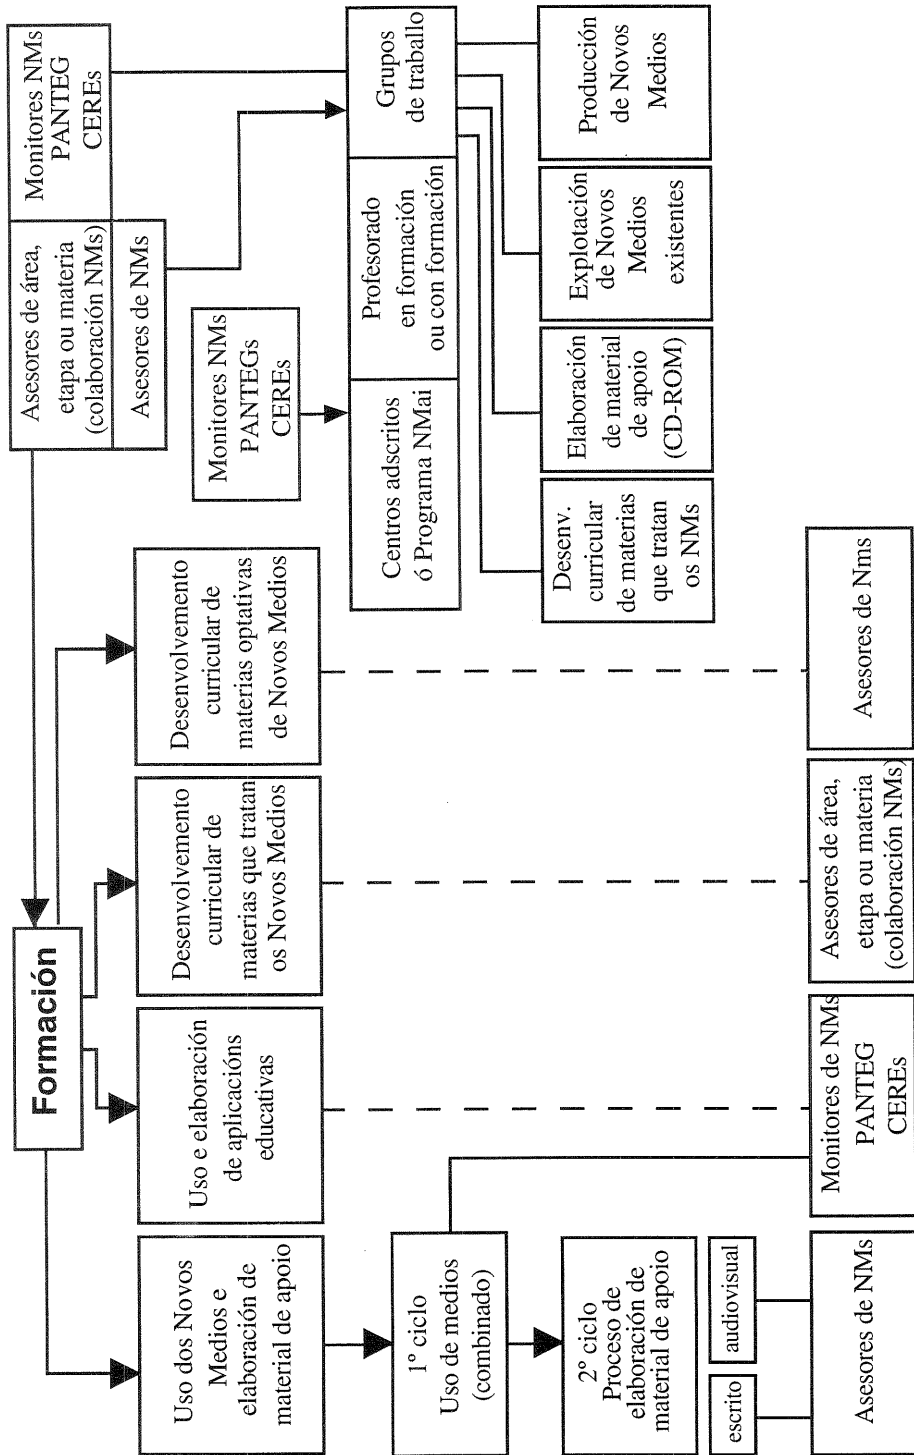 Formación
Asesores de área,
etapa ou materia
(colaboración NMs)
Monitores NMs
PANTEG
CEREs
Asesores de NMs
Uso dos Novos
Medios e
elaboración de
material de apoio
Uso e elaboración
de aplicacións
educativas
Desenvolvemento
curricular de
materias que tratan
os Novos Medios
Desenvolvemento
curricular de
materias optativas
de Novos Medios
Monitores NMs
PANTEGs
CEREs
1º ciclo
Uso de medios
(combinado)
Centros adscritos
ó Programa NMai
Profesorado
en formación
ou con formación
Grupos
de traballo
2º ciclo
Proceso de
elaboración de
material de apoio
Desenv.
curricular
de materias
que tratan
os NMs
Elaboración
de material
de apoio
(CD-ROM)
Explotación
de Novos
Medios
existentes
Producción
de Novos
Medios
escrito
audiovisual
Asesores de NMs
Monitores de NMs
PANTEG
CEREs
Asesores de área,
etapa ou materia
(colaboración NMs)
Asesores de Nms